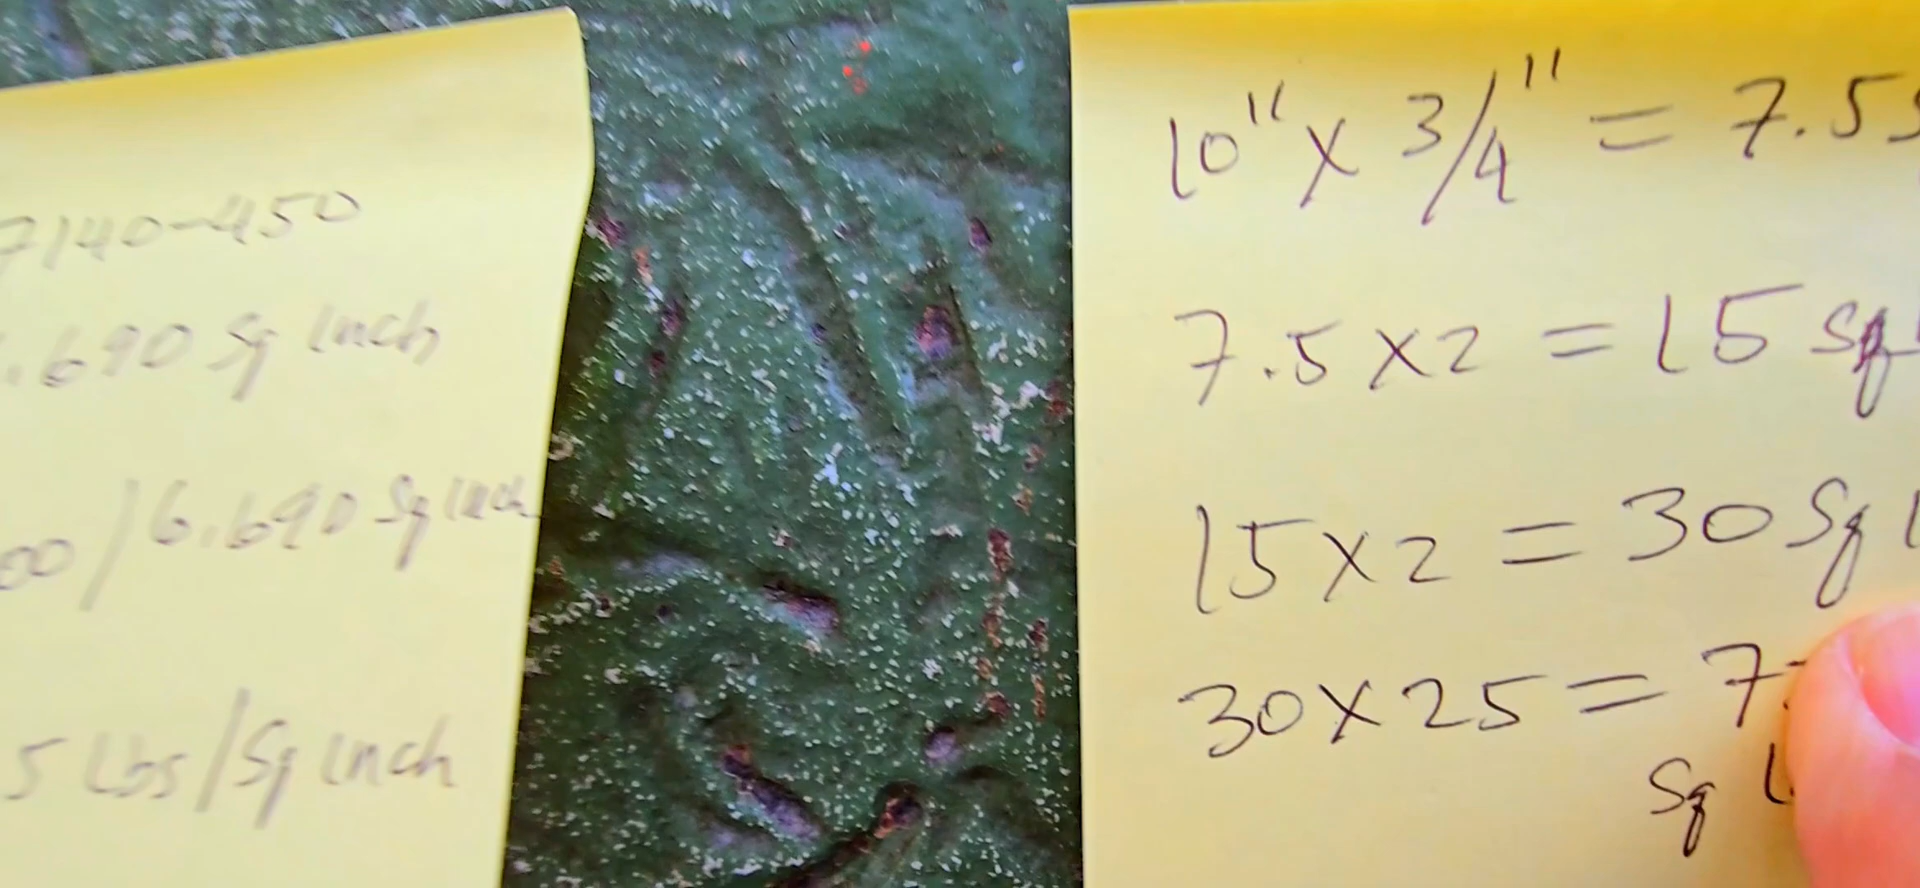 7140-450
.690 Sq Inch
00/6.690 Sq Inch
5 Lbs/Sq Inch
10" X 3/4" = 7.5
7.5 X 2 = 15 Sq
15 X 2 = 30 Sq
30 X 25 = 7
Sq